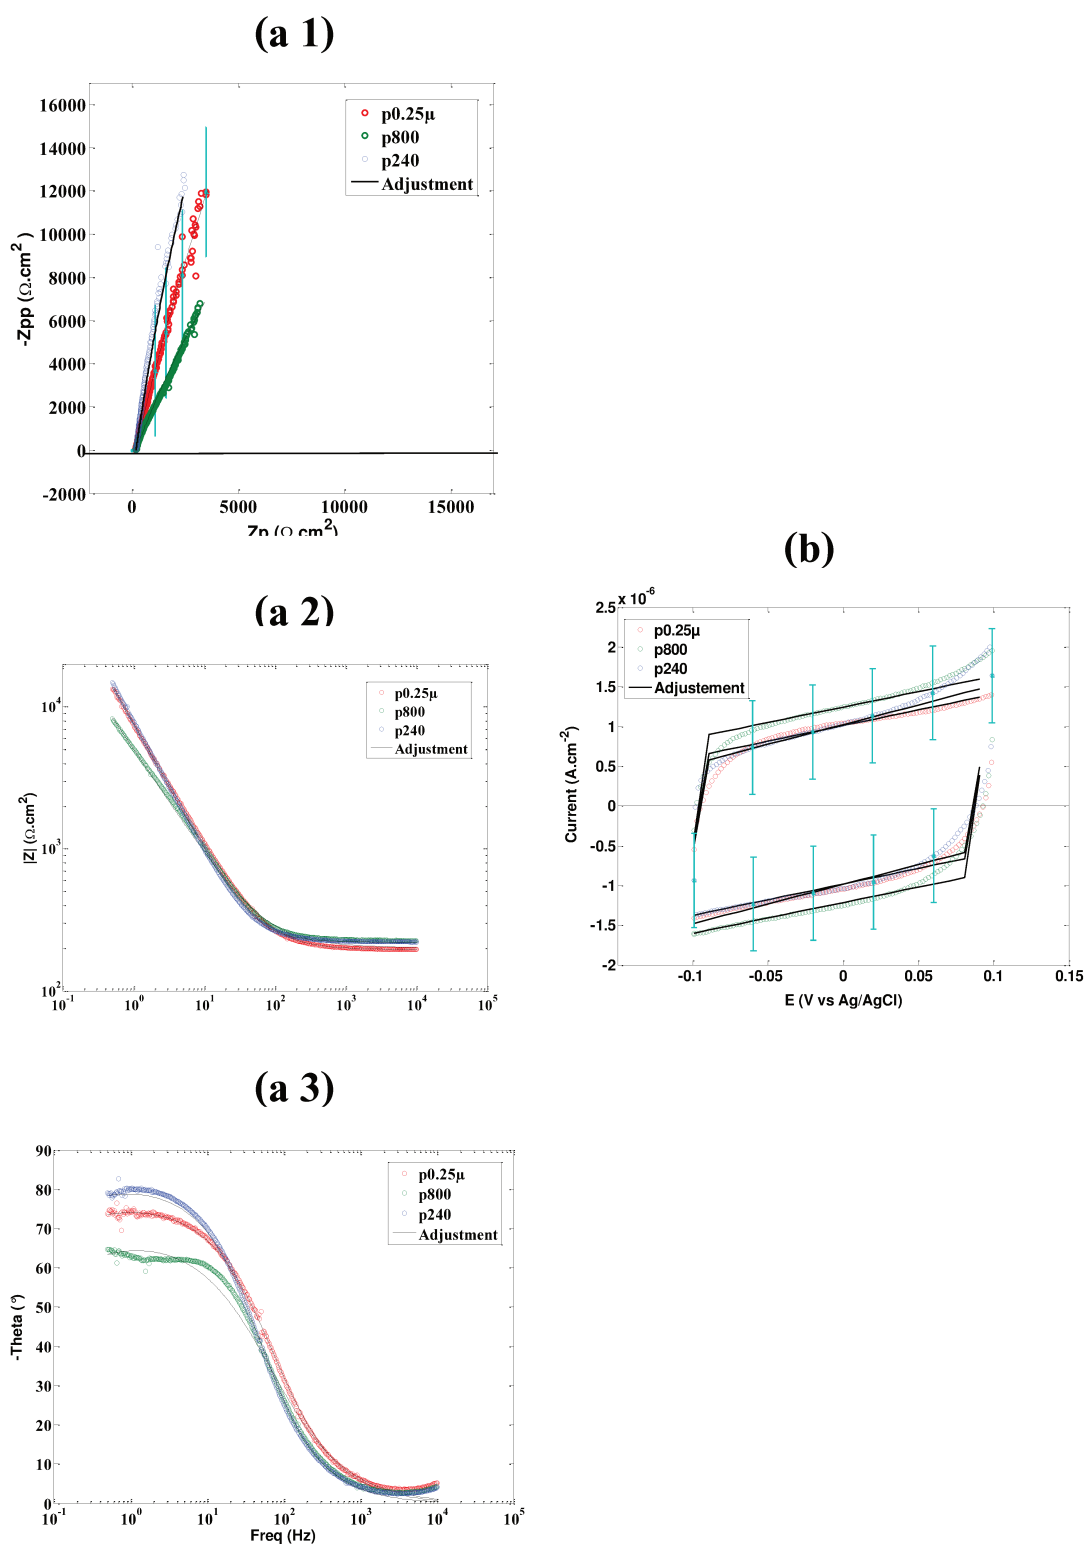 (a 1)
16000
14000
12000
10000
8000
6000
4000
2000
0
-2000
-Zpp (Ω.cm²)
p0.25µ
p800
p240
Adjustment
0
5000
10000
15000
Zp (Ω.cm²)
(a 2)
10⁴
10³
10²
|Z| (Ω.cm²)
p0.25µ
p800
p240
Adjustment
10⁻¹
10⁰
10¹
10²
10³
10⁴
10⁵
(b)
x 10⁻⁶
2.5
2
1.5
1
0.5
0
-0.5
-1
-1.5
-2
Current (A.cm⁻²)
p0.25µ
p800
p240
Adjustement
-0.1
-0.05
0
0.05
0.1
0.15
E (V vs Ag/AgCl)
(a 3)
90
80
70
60
50
40
30
20
10
0
-Theta (°)
p0.25µ
p800
p240
Adjustment
10⁻¹
10⁰
10¹
10²
10³
10⁴
10⁵
Freq (Hz)